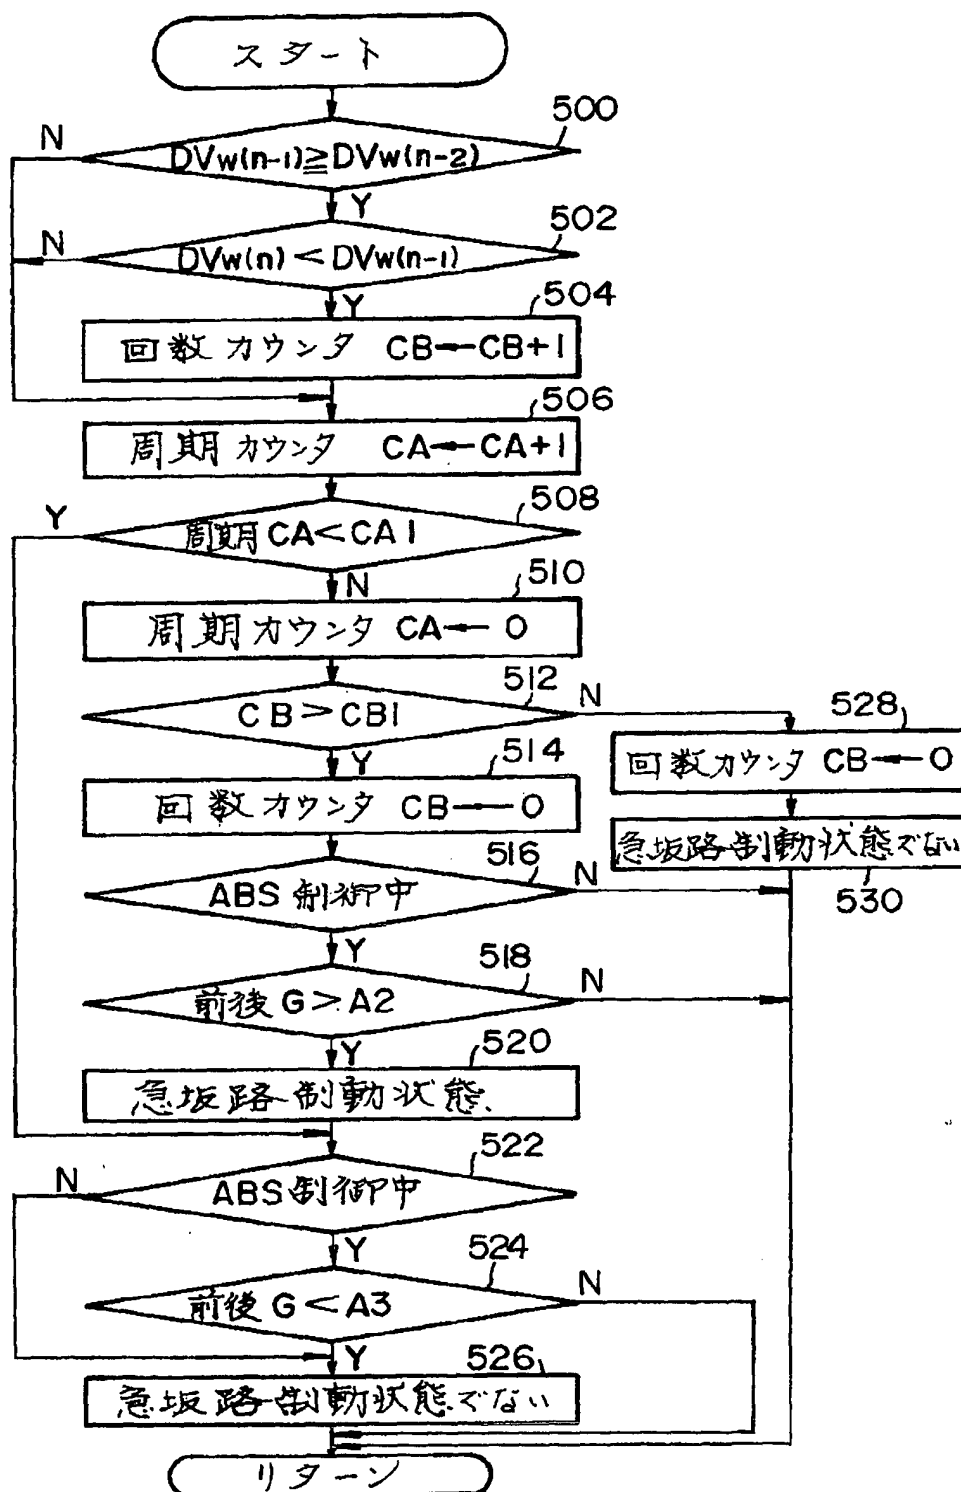 スタート
500
N
DVw(n-1)≧DVw(n-2)
Y
502
N
DVw(n)<DVw(n-1)
Y
504
回数カウンタ CB←CB+1
506
周期カウンタ CA←CA+1
508
Y
周期 CA<CA1
N
510
周期カウンタ CA←0
512
N
CB>CB1
528
Y
514
回数カウンタ CB←0
回数カウンタ CB←0
516
急坂路制動状態でない
N
ABS制御中
530
Y
518
N
前後G>A2
Y
520
急坂路制動状態
522
N
ABS制御中
Y
524
N
前後G<A3
Y
526
急坂路制動状態でない
リターン